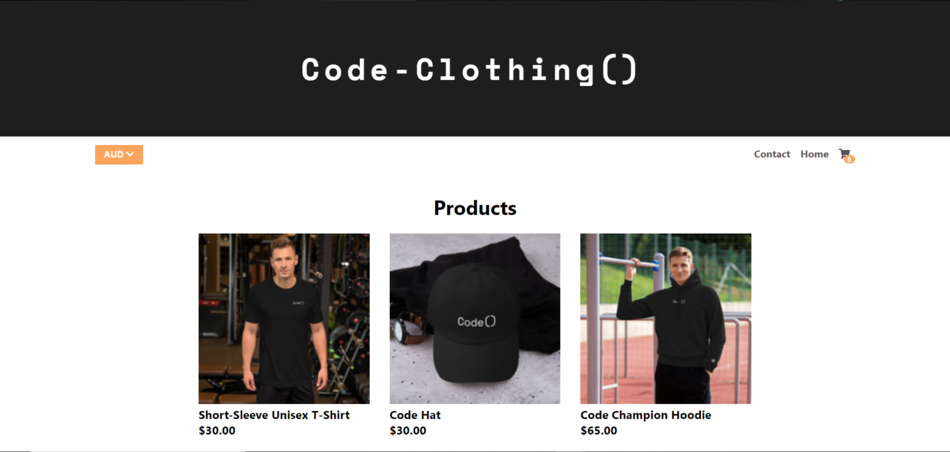 Code-Clothing()
AUD
Contact Home 0
Products
Code()
Code()
Code()
Short-Sleeve Unisex T-Shirt
$30.00
Code Hat
$30.00
Code Champion Hoodie
$65.00